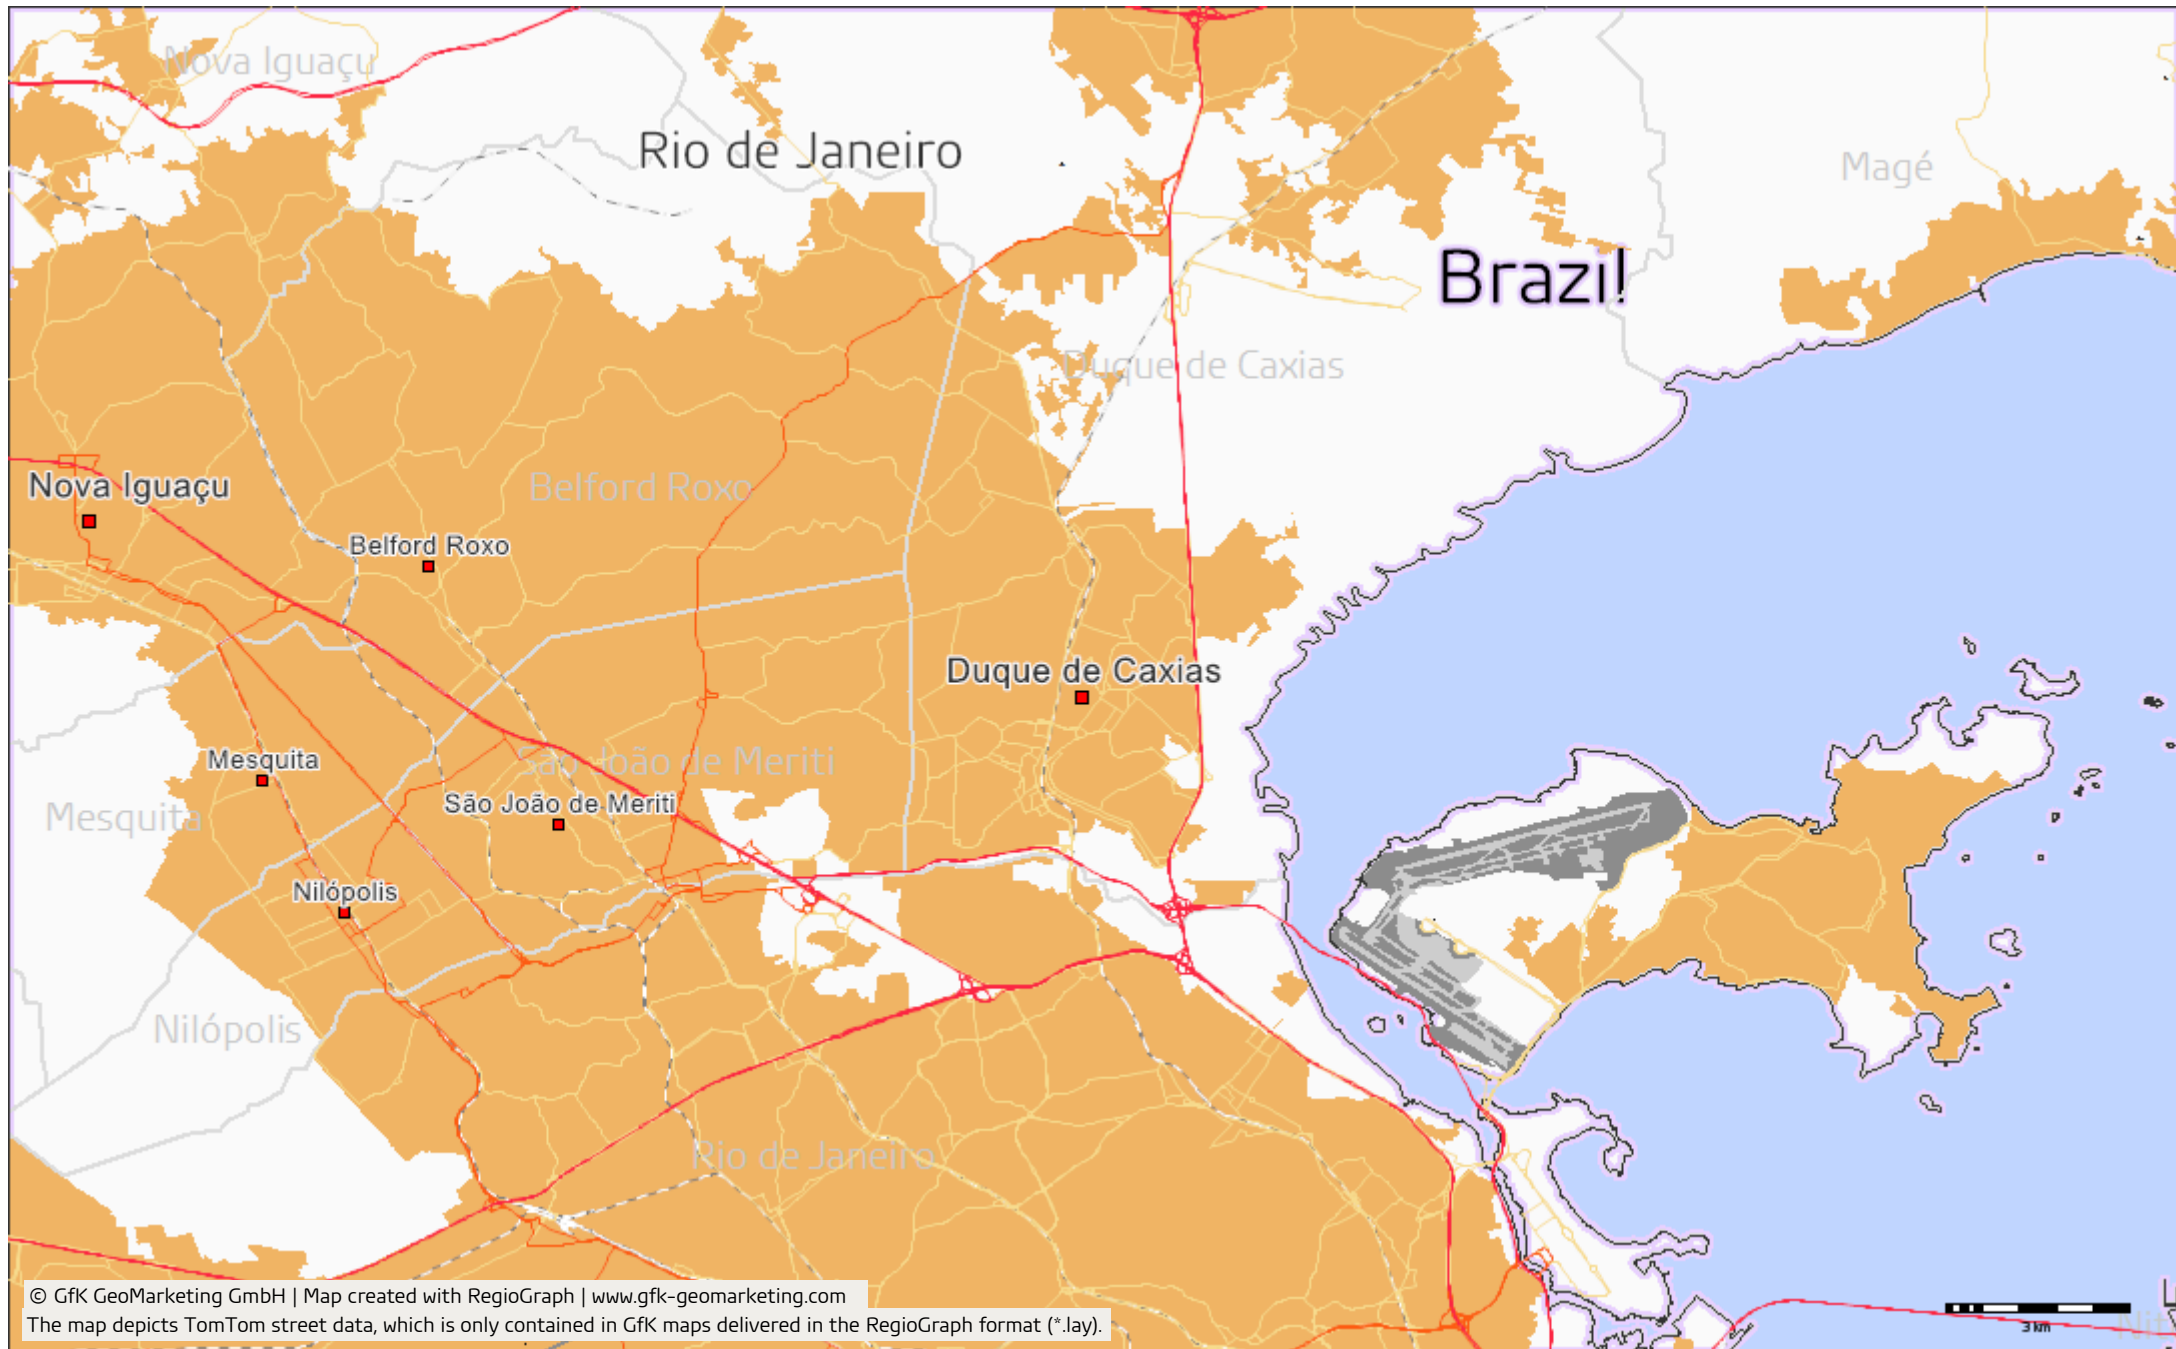 Nova Iguaçu
Rio de Janeiro
Magé
Brazil
Duque de Caxias
Nova Iguaçu
Belford Roxo
Belford Roxo
Duque de Caxias
Mesquita
São João de Meriti
São João de Meriti
Mesquita
Nilópolis
Nilópolis
Rio de Janeiro
© GfK GeoMarketing GmbH | Map created with RegioGraph | www.gfk-geomarketing.com
The map depicts TomTom street data, which is only contained in GfK maps delivered in the RegioGraph format (*.lay).
3 km